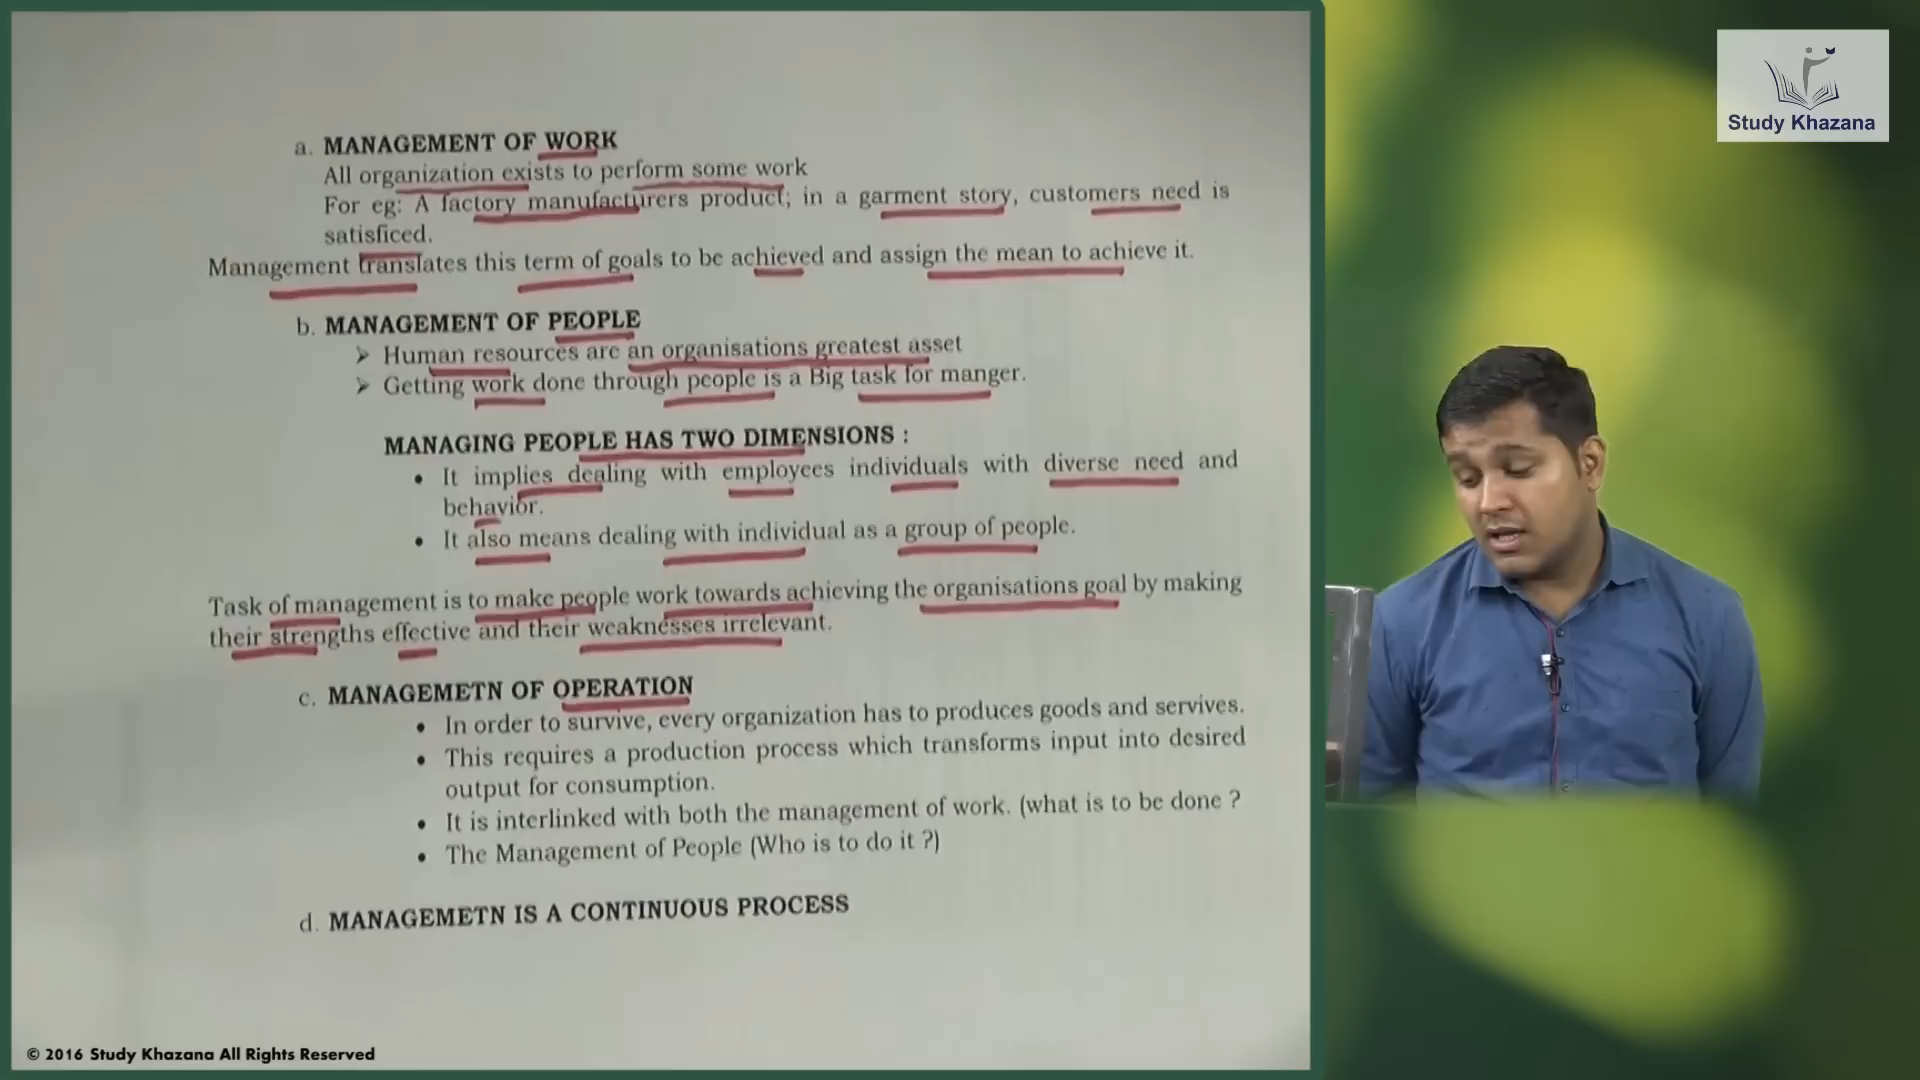 a. MANAGEMENT OF WORK
All organization exists to perform some work
For eg: A factory manufacturers product; in a garment story, customers need is
satisficed.
Management translates this term of goals to be achieved and assign the mean to achieve it.
b. MANAGEMENT OF PEOPLE
➢ Human resources are an organisations greatest asset
➢ Getting work done through people is a Big task for manger.
MANAGING PEOPLE HAS TWO DIMENSIONS :
• It implies dealing with employees individuals with diverse need and
behavior.
• It also means dealing with individual as a group of people.
Task of management is to make people work towards achieving the organisations goal by making
their strengths effective and their weaknesses irrelevant.
c. MANAGEMETN OF OPERATION
• In order to survive, every organization has to produces goods and servives.
• This requires a production process which transforms input into desired
output for consumption.
• It is interlinked with both the management of work. (what is to be done ?
• The Management of People (Who is to do it ?)
d. MANAGEMETN IS A CONTINUOUS PROCESS
© 2016 Study Khazana All Rights Reserved
Study Khazana